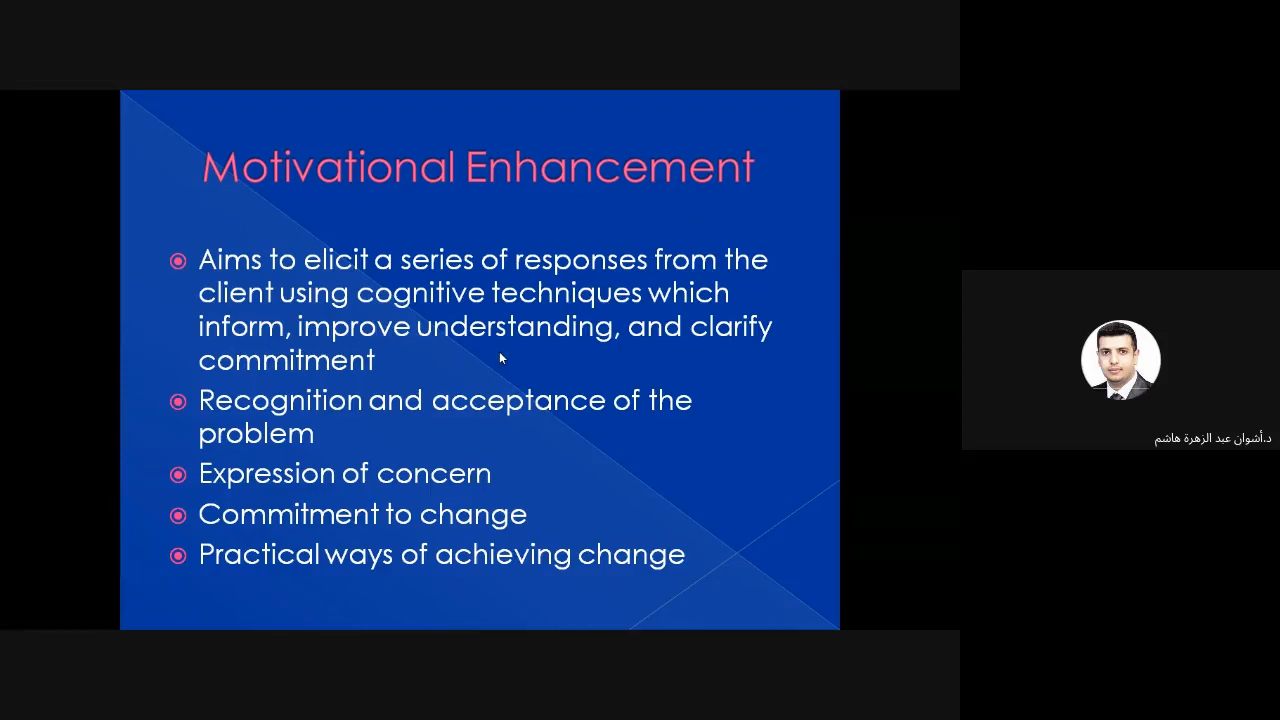 Motivational Enhancement
Aims to elicit a series of responses from the
client using cognitive techniques which
inform, improve understanding, and clarify
commitment
Recognition and acceptance of the
problem
Expression of concern
Commitment to change
Practical ways of achieving change
د.أشوان عبد الزهرة هاشم